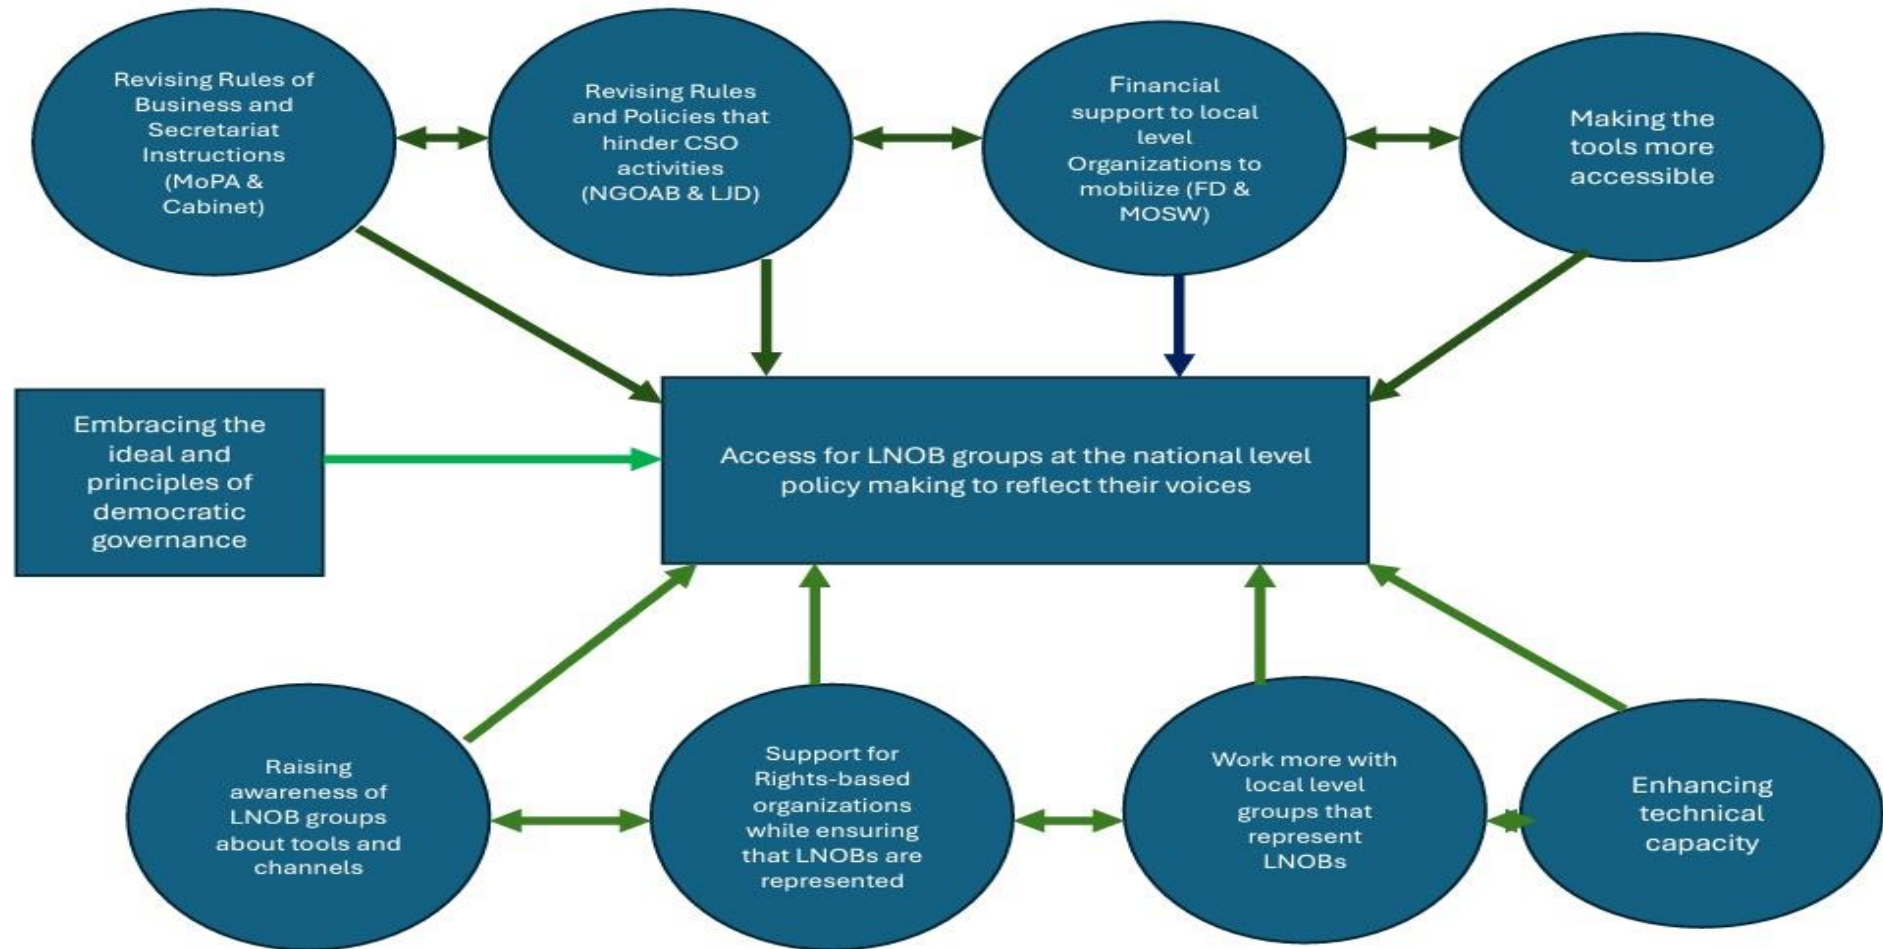 Revising Rules of
Business and
Secretariat
Instructions
(MoPA &
Cabinet)
Revising Rules
and Policies that
hinder CSO
activities
(NGOAB & LJD)
Financial
support to local
level
Organizations to
mobilize (FD &
MOSW)
Making the
tools more
accessible
Embracing the
ideal and
principles of
democratic
governance
Access for LNOB groups at the national level
policy making to reflect their voices
Raising
awareness of
LNOB groups
about tools and
channels
Support for
Rights-based
organizations
while ensuring
that LNOBs are
represented
Work more with
local level
groups that
represent
LNOBs
Enhancing
technical
capacity